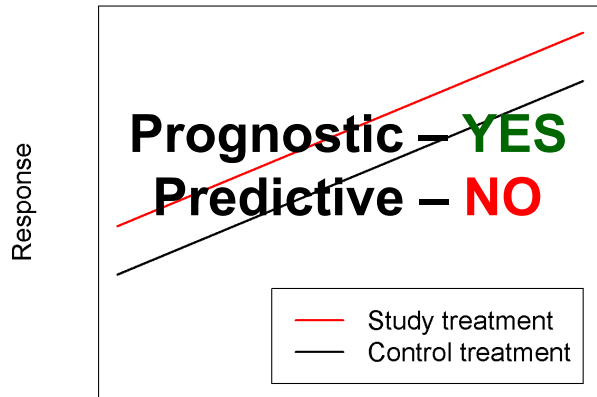 Response
Prognostic – YES
Predictive – NO
Study treatment
Control treatment